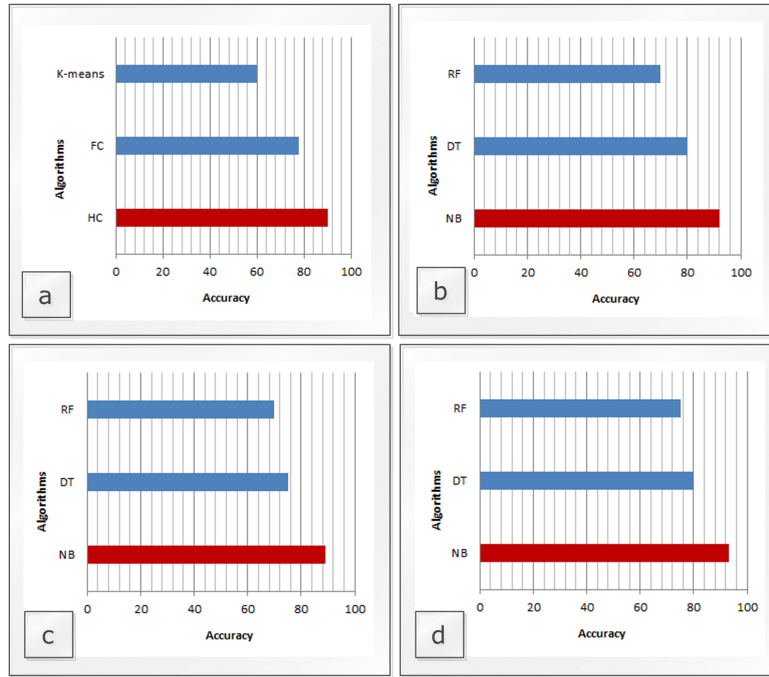 K-means
FC
HC
Algorithms
0 20 40 60 80 100
Accuracy
a
RF
DT
NB
Algorithms
0 20 40 60 80 100
Accuracy
b
RF
DT
NB
Algorithms
0 20 40 60 80 100
Accuracy
c
RF
DT
NB
Algorithms
0 20 40 60 80 100
Accuracy
d